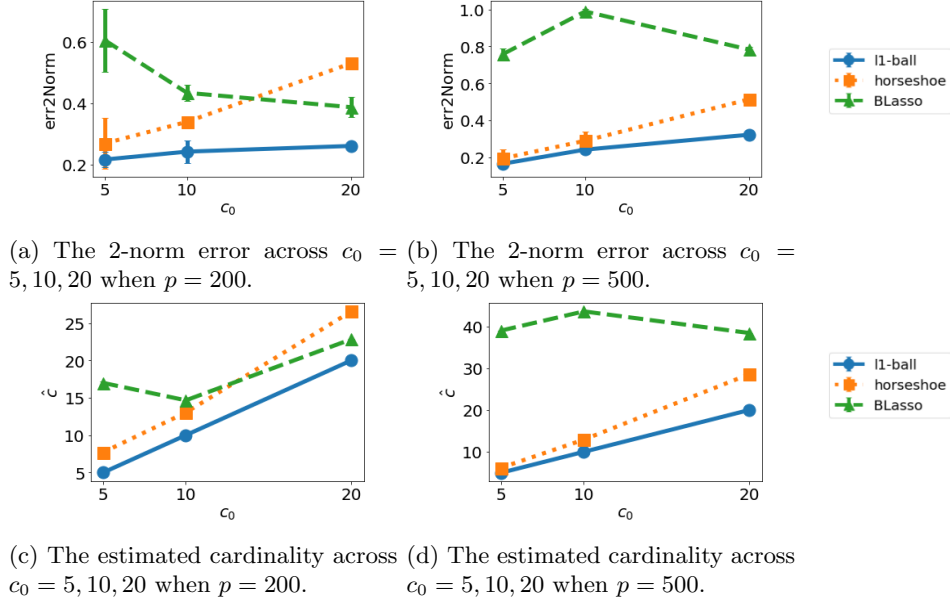 0.6
0.4
0.2
err2Norm
5
10
20
c₀
1.0
0.8
0.6
0.4
0.2
err2Norm
5
10
20
c₀
l1-ball
horseshoe
BLasso
(a) The 2-norm error across c₀ =
5, 10, 20 when p = 200.
(b) The 2-norm error across c₀ =
5, 10, 20 when p = 500.
25
20
15
10
5
ĉ
5
10
20
c₀
40
30
20
10
ĉ
5
10
20
c₀
l1-ball
horseshoe
BLasso
(c) The estimated cardinality across
c₀ = 5, 10, 20 when p = 200.
(d) The estimated cardinality across
c₀ = 5, 10, 20 when p = 500.